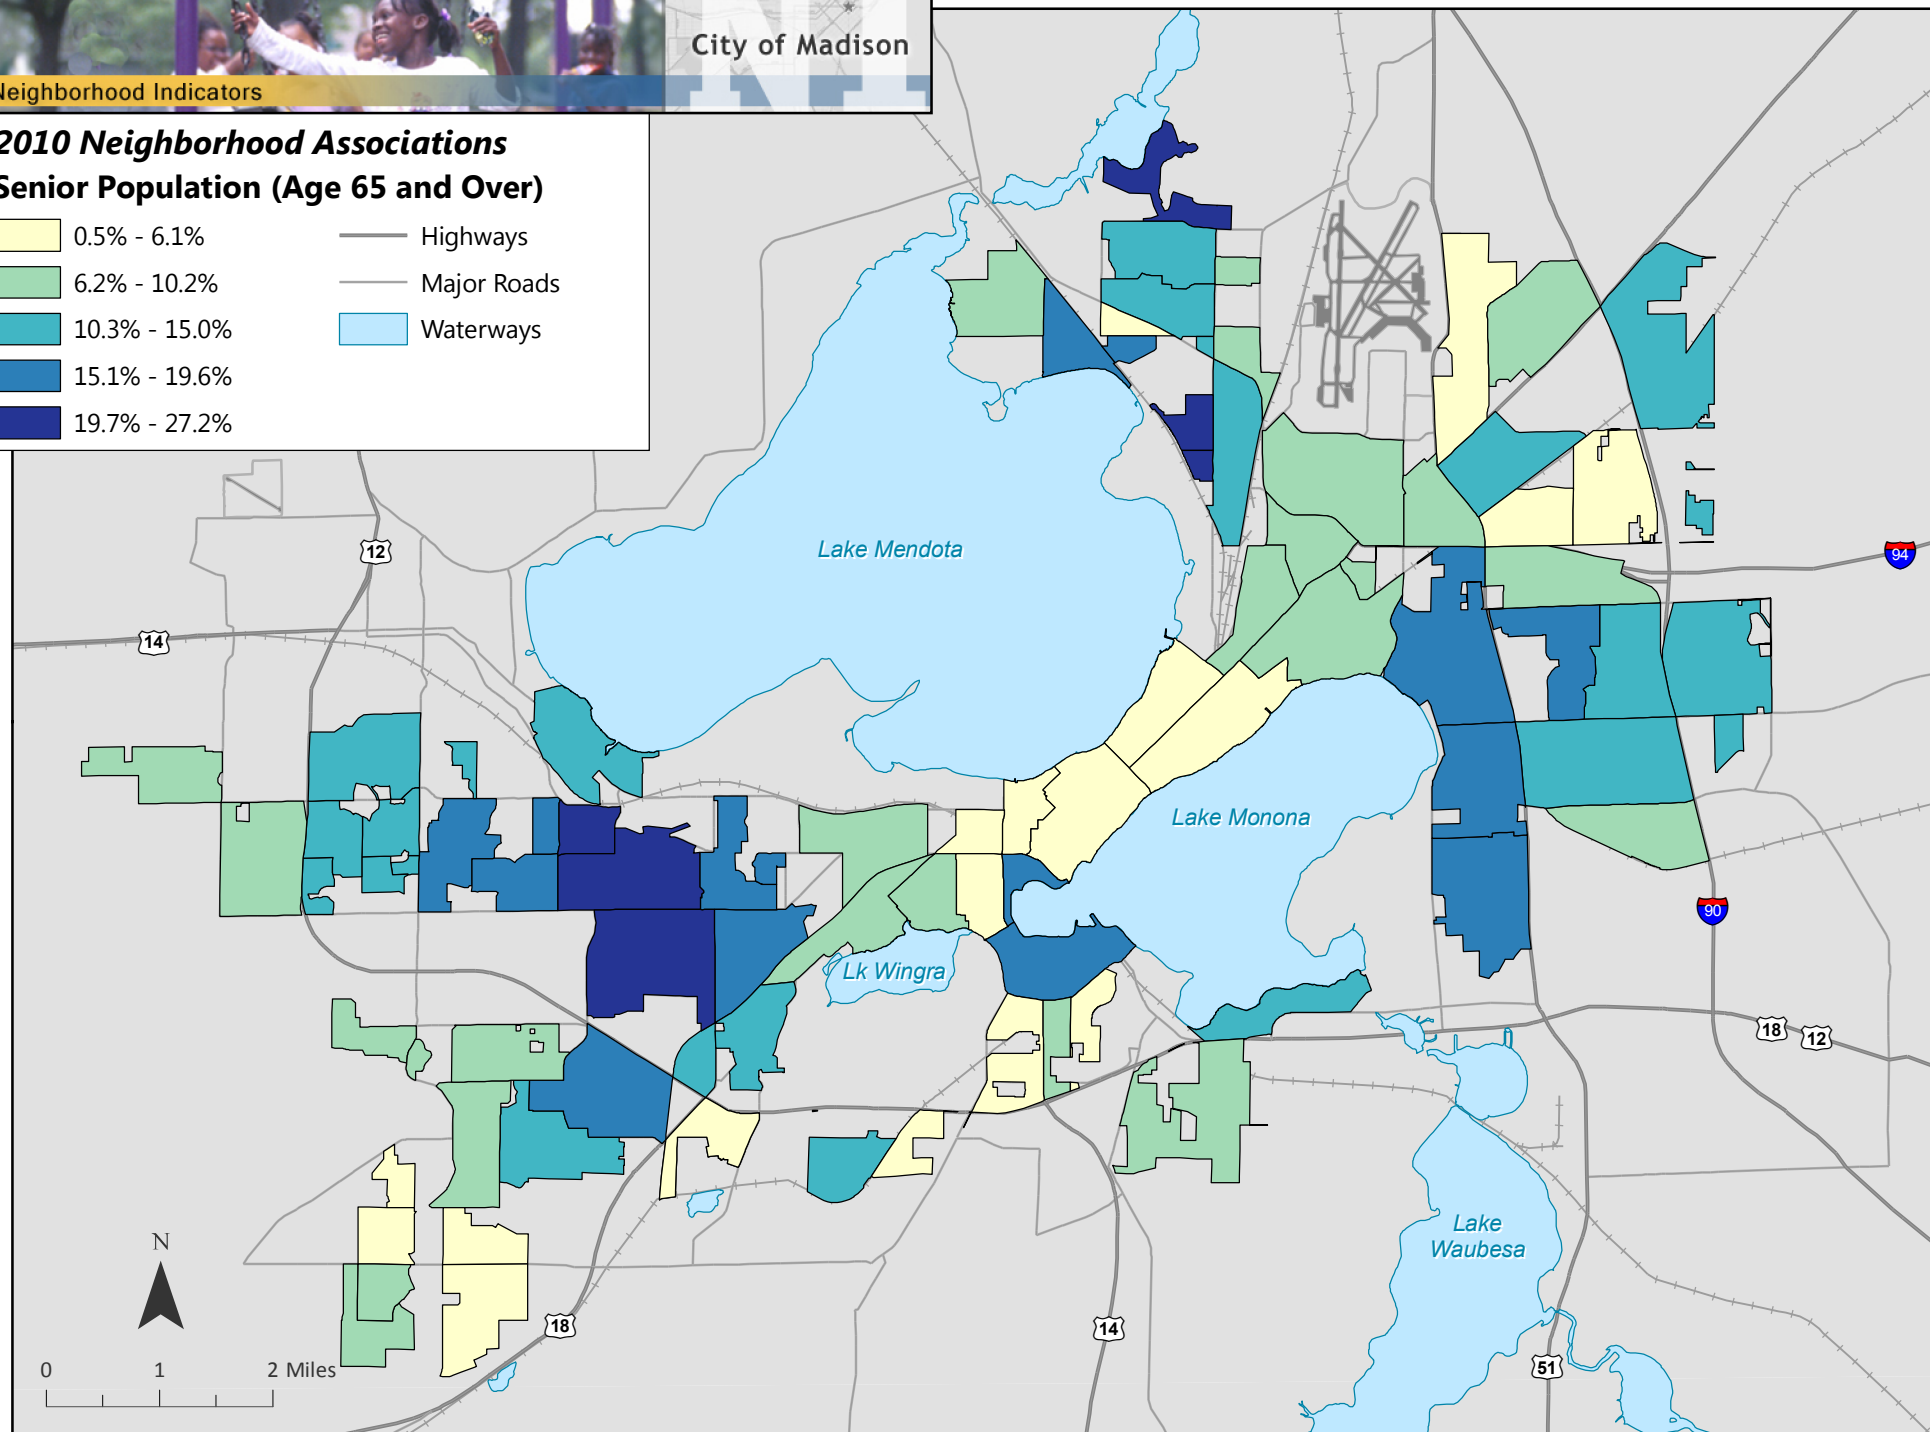 City of Madison
Neighborhood Indicators
2010 Neighborhood Associations
Senior Population (Age 65 and Over)
0.5% - 6.1%
6.2% - 10.2%
10.3% - 15.0%
15.1% - 19.6%
19.7% - 27.2%
Highways
Major Roads
Waterways
12
14
Lake Mendota
94
Lake Monona
90
Lk Wingra
18
12
Lake
Waubesa
N
18
14
51
0 1 2 Miles